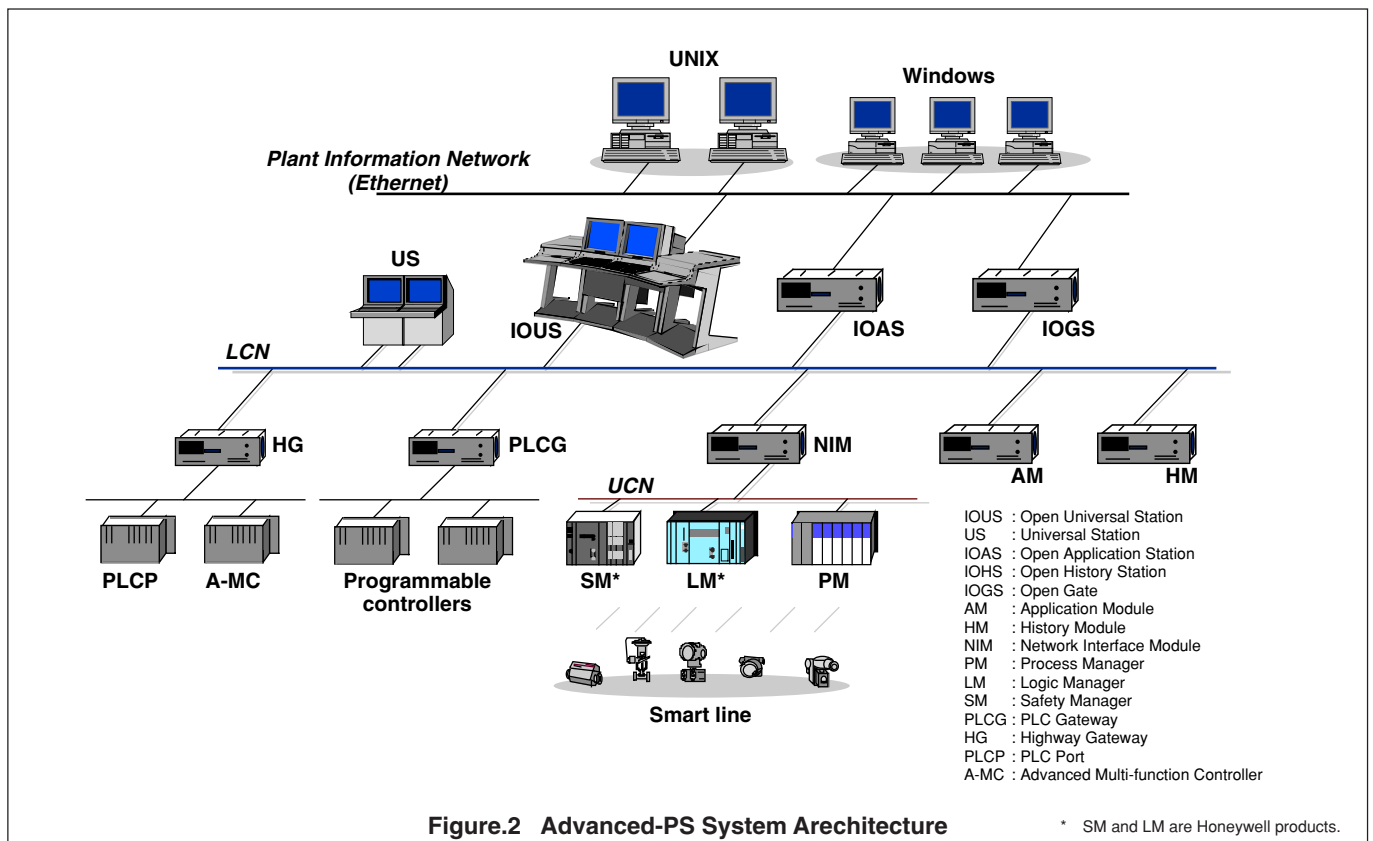 UNIX
Windows
Plant Information Network
(Ethernet)
US
IOUS
IOAS
IOGS
LCN
HG
PLCG
NIM
AM
HM
UCN
PLCP
A-MC
Programmable
controllers
SM*
LM*
PM
Smart line
IOUS : Open Universal Station
US : Universal Station
IOAS : Open Application Station
IOHS : Open History Station
IOGS : Open Gate
AM : Application Module
HM : History Module
NIM : Network Interface Module
PM : Process Manager
LM : Logic Manager
SM : Safety Manager
PLCG : PLC Gateway
HG : Highway Gateway
PLCP : PLC Port
A-MC : Advanced Multi-function Controller
Figure.2 Advanced-PS System Arechitecture
* SM and LM are Honeywell products.